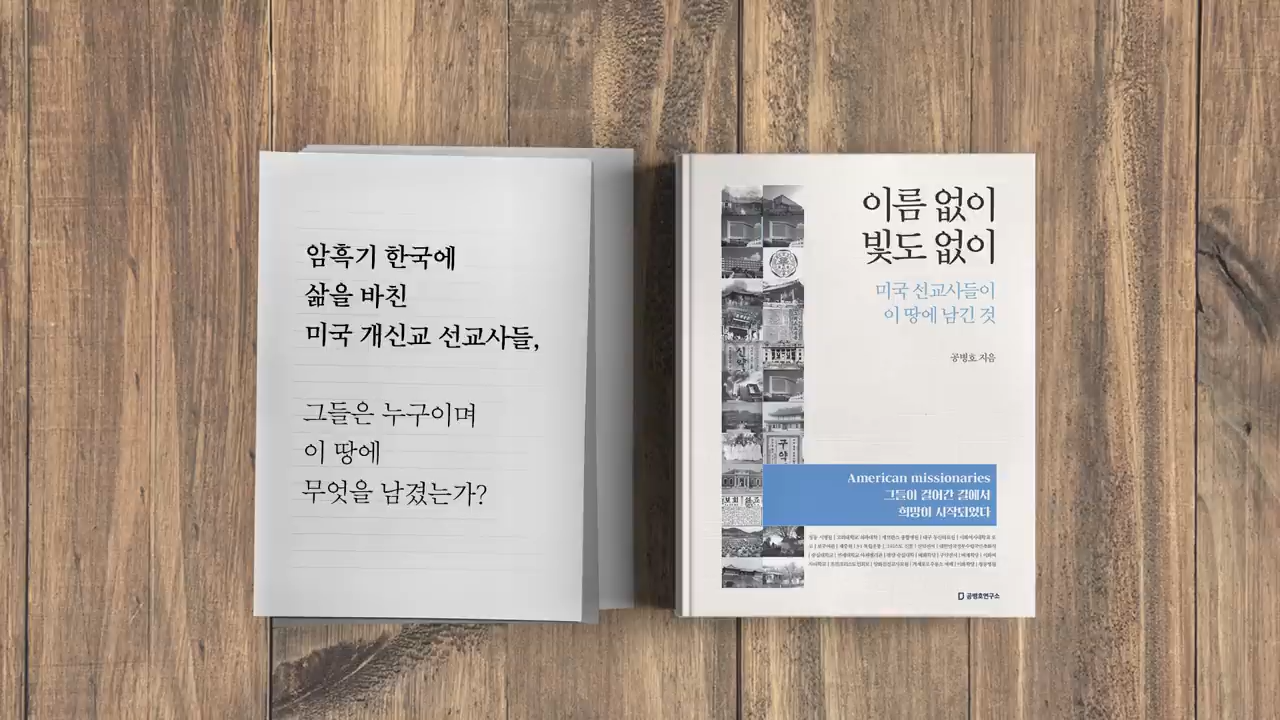 암흑기 한국에
삶을 바친
미국 개신교 선교사들,
그들은 누구이며
이 땅에
무엇을 남겼는가?
이름 없이
빛도 없이
미국 선교사들이
이 땅에 남긴 것
공병호 지음
구약
American missionaries
그들이 걸어간 길에서
희망이 시작되었다
공병호연구소